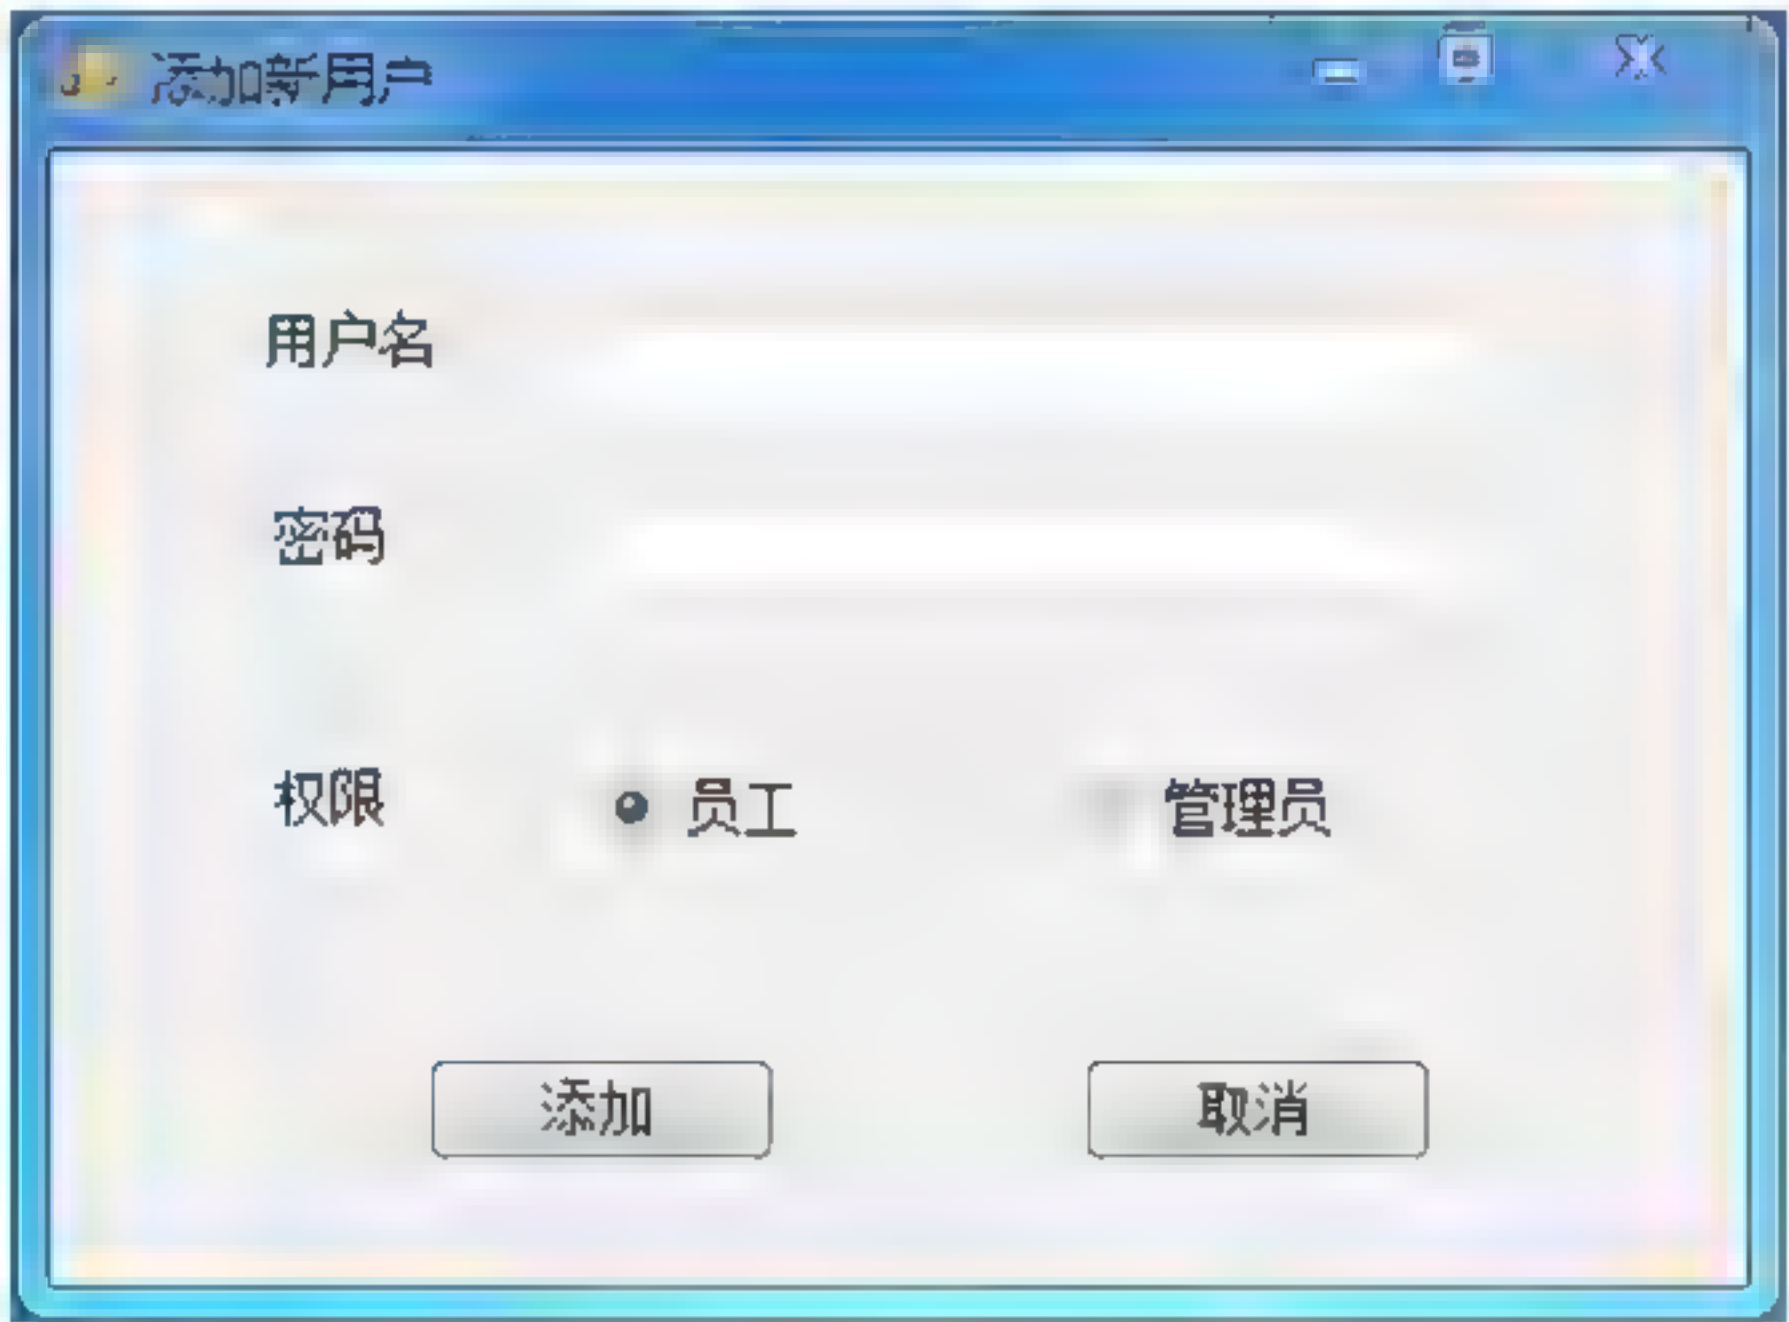 添加新用户
用户名
密码
权限 员工 管理员
添加 取消